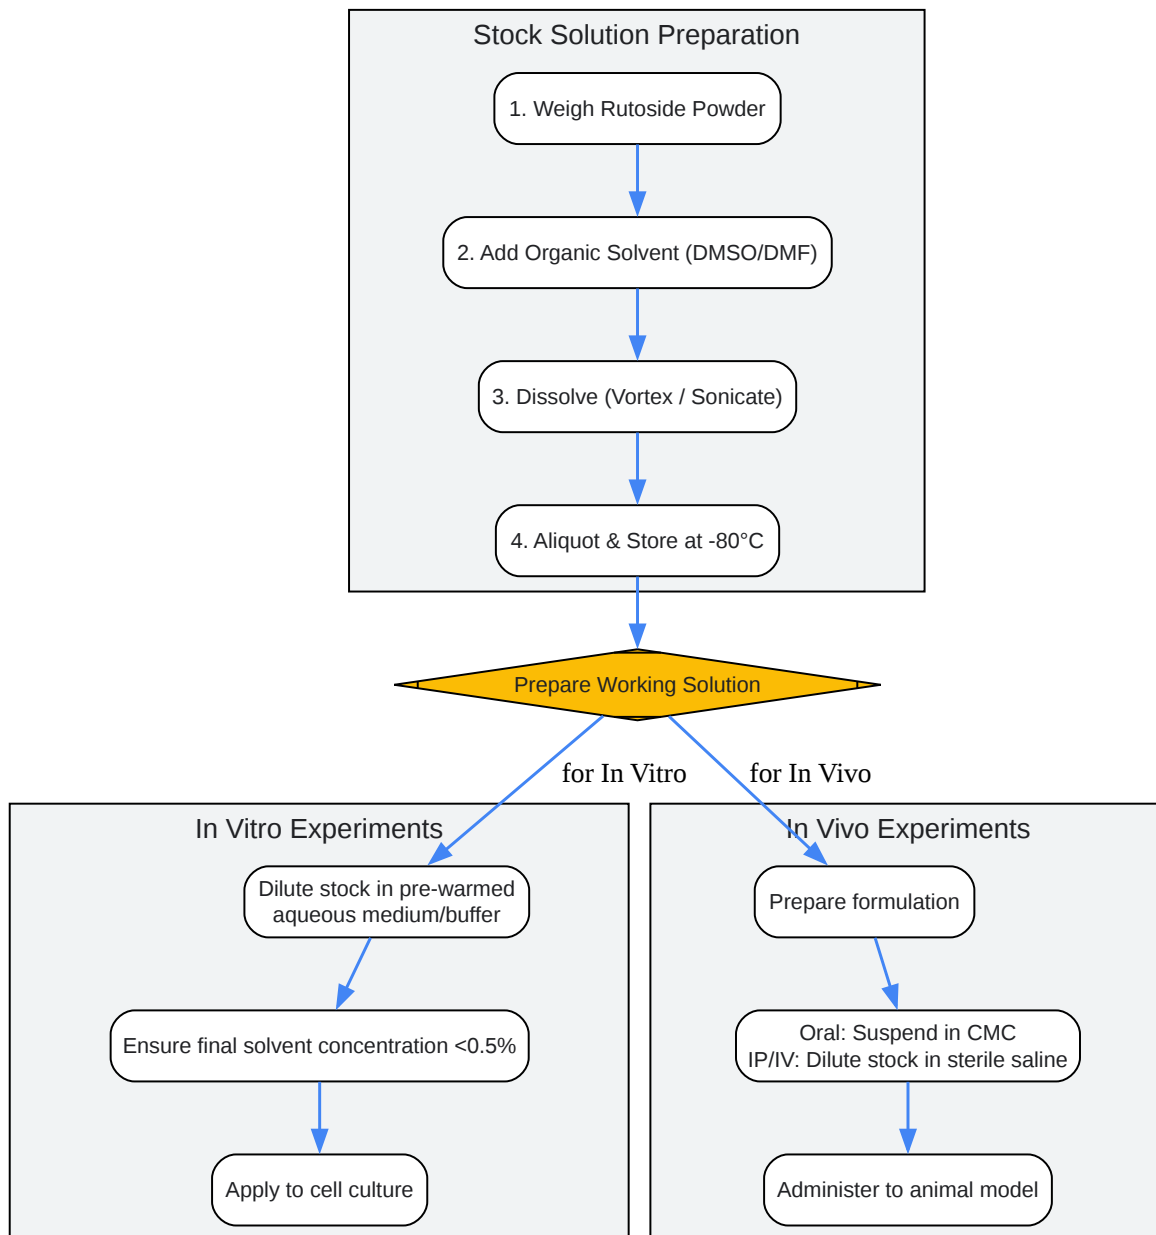 Stock Solution Preparation
1. Weigh Rutoside Powder
2. Add Organic Solvent (DMSO/DMF)
3. Dissolve (Vortex / Sonicate)
4. Aliquot & Store at -80°C
Prepare Working Solution
for In Vitro
for In Vivo
In Vitro Experiments
Dilute stock in pre-warmed
aqueous medium/buffer
Ensure final solvent concentration <0.5%
Apply to cell culture
In Vivo Experiments
Prepare formulation
Oral: Suspend in CMC
IP/IV: Dilute stock in sterile saline
Administer to animal model